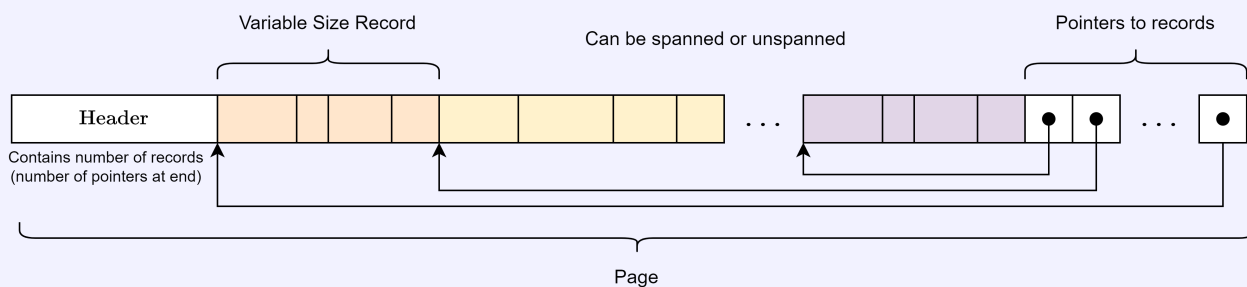 Variable Size Record
Can be spanned or unspanned
Pointers to records
Header
. . .
. . .
Contains number of records
(number of pointers at end)
Page